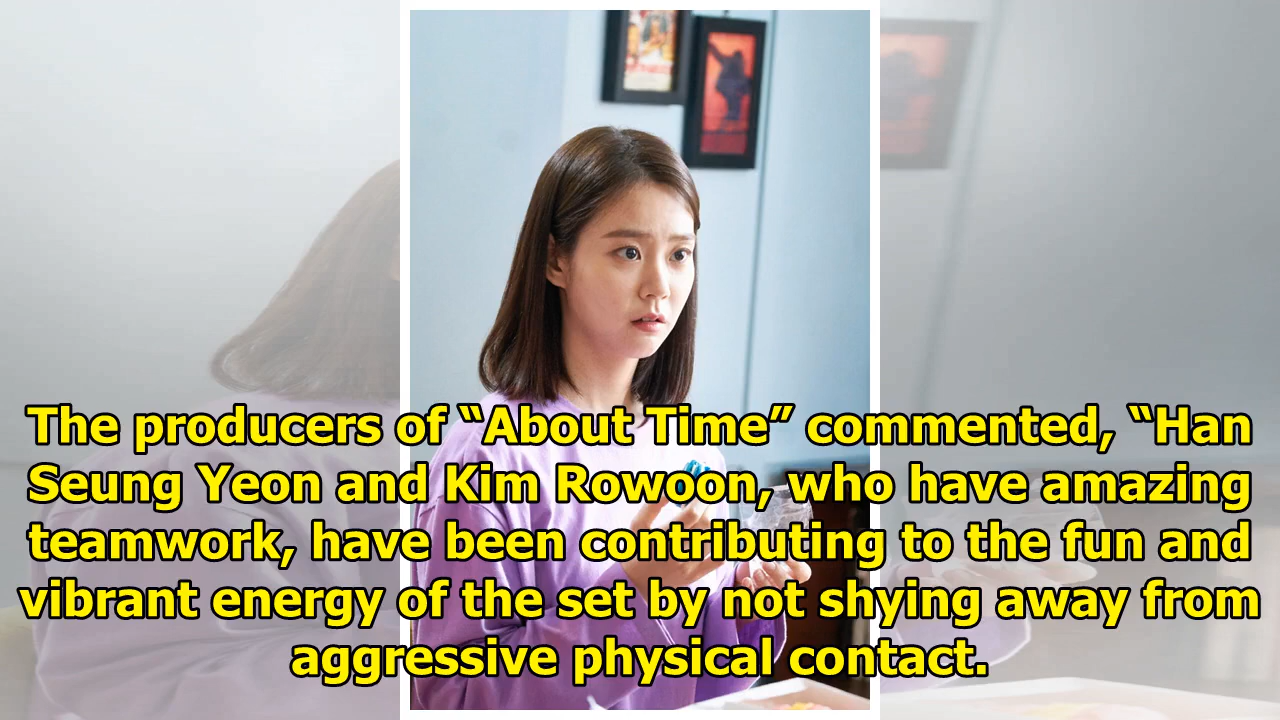 The producers of “About Time” commented, “Han
Seung Yeon and Kim Rowoon, who have amazing
teamwork, have been contributing to the fun and
vibrant energy of the set by not shying away from
aggressive physical contact.